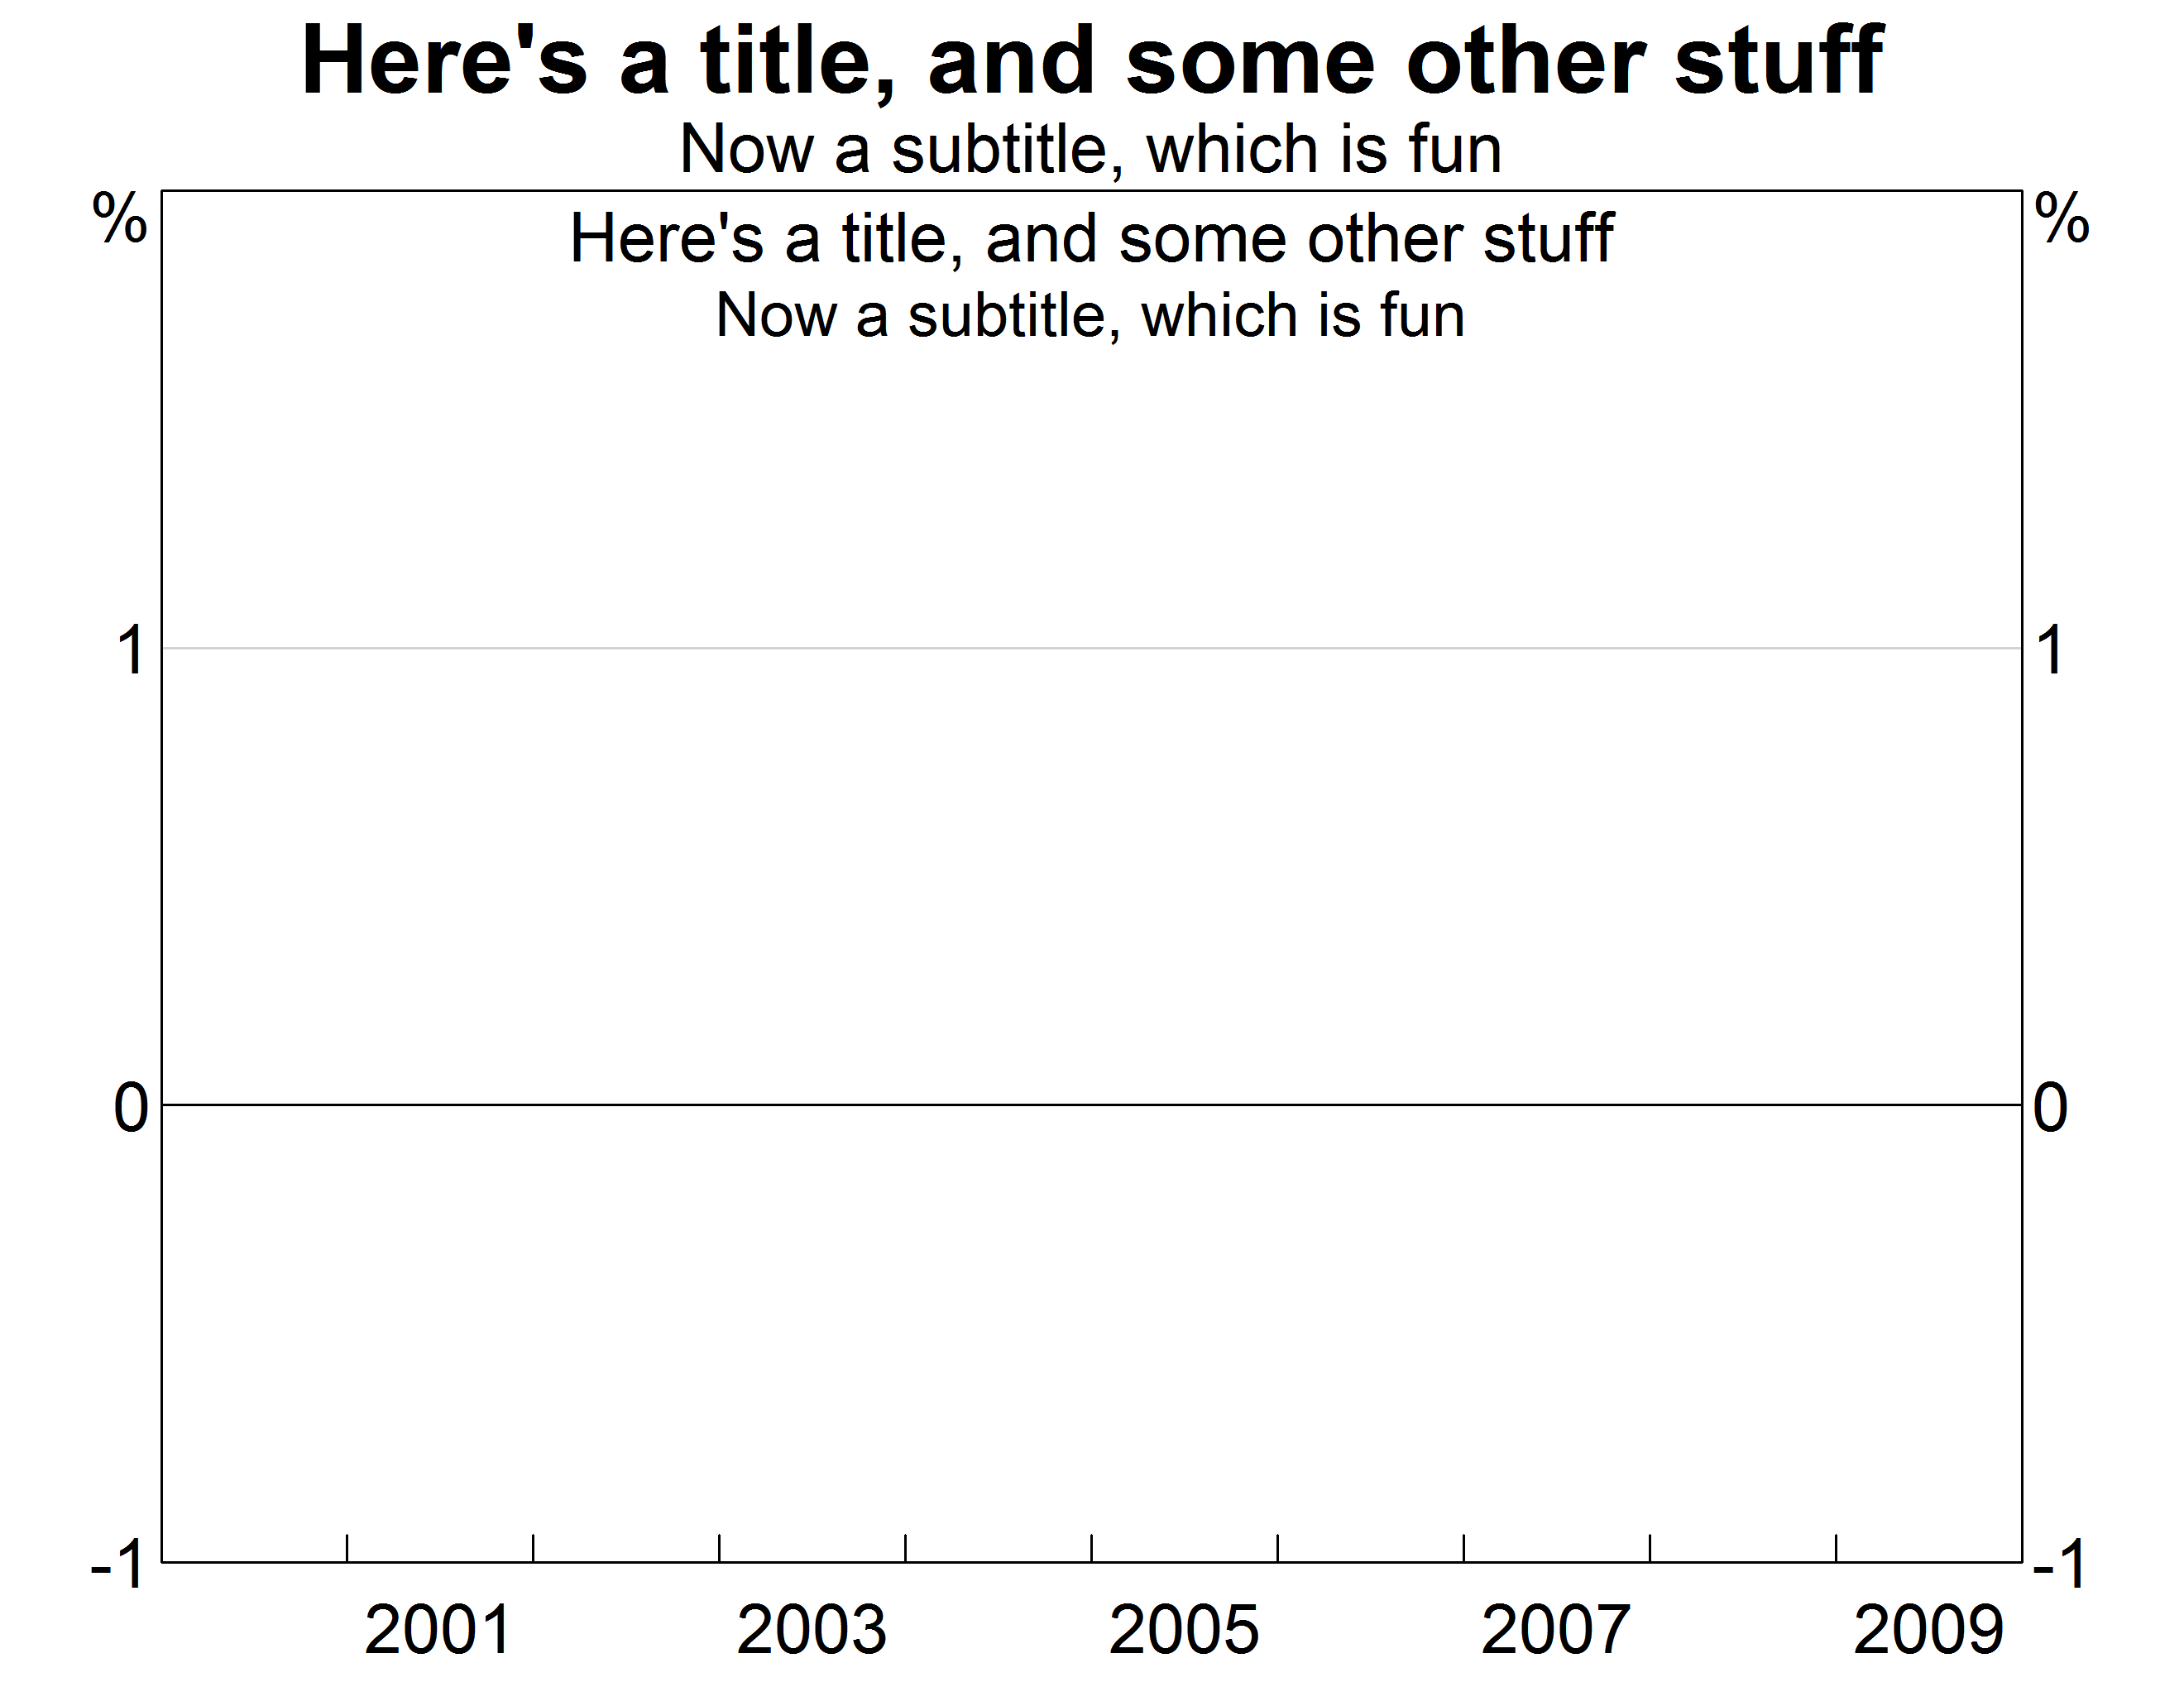 Here's a title, and some other stuff
Now a subtitle, which is fun
% %
Here's a title, and some other stuff
Now a subtitle, which is fun
1 1
0 0
-1 -1
2001 2003 2005 2007 2009